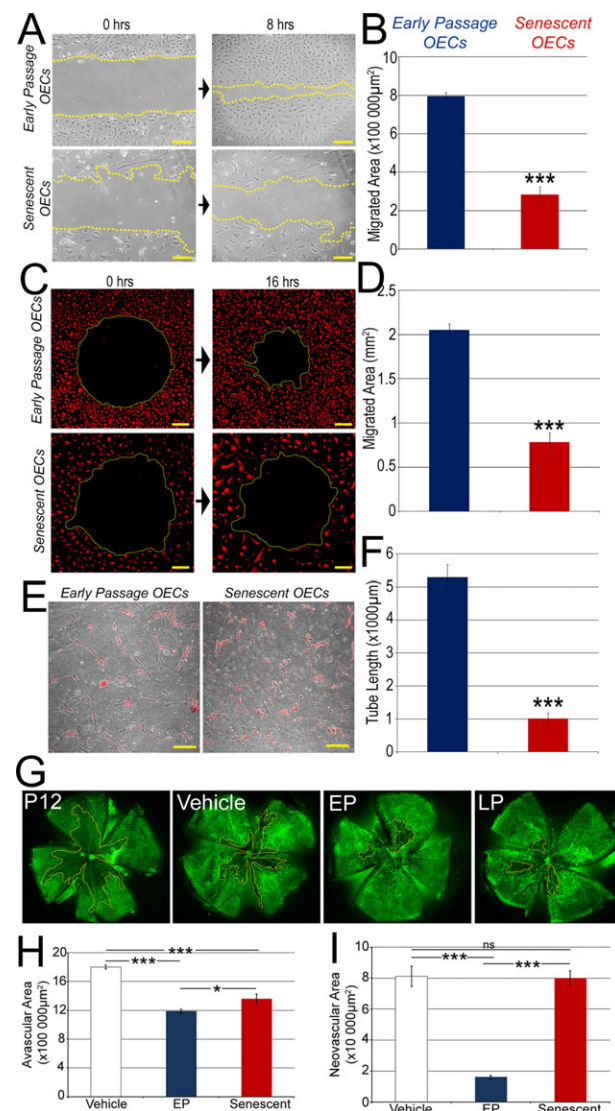 A
0 hrs
8 hrs
Early Passage
OECs
Senescent
OECs
B
Early Passage
OECs
Senescent
OECs
Migrated Area (x100 000µm²)
10
8
6
4
2
0
***
C
0 hrs
16 hrs
Early Passage OECs
Senescent OECs
D
Migrated Area (mm²)
2.5
2
1.5
1
0.5
0
***
E
Early Passage OECs
Senescent OECs
F
Tube Length (x1000µm)
6
5
4
3
2
1
0
***
G
P12
Vehicle
EP
LP
H
Avascular Area
(x100 000µm²)
20
18
12
6
0
***
***
*
Vehicle
EP
Senescent
I
Neovascular Area
(x10 000µm²)
10
8
6
4
2
0
ns
***
***
Vehicle
EP
Senescent